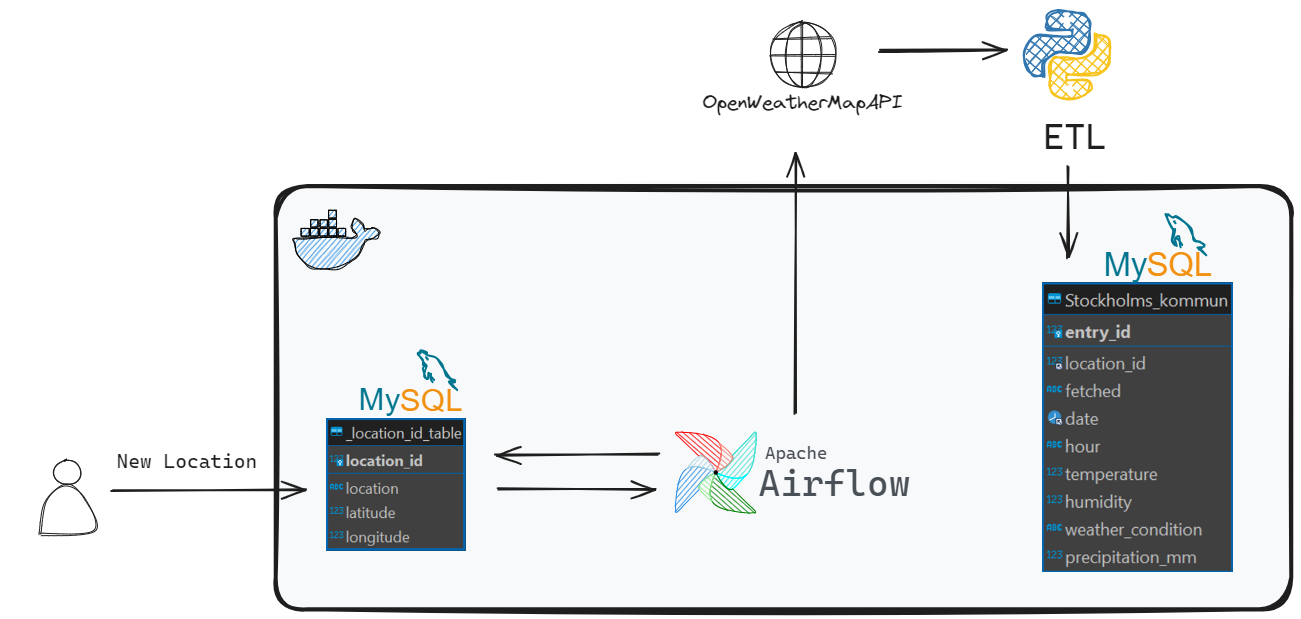 OpenWeatherMapAPI
ETL
MySQL
Stockholms_kommun
123 entry_id
123 location_id
ABC fetched
date
ABC hour
123 temperature
123 humidity
ABC weather_condition
123 precipitation_mm
MySQL
_location_id_table
123 location_id
ABC location
123 latitude
123 longitude
New Location
Apache
Airflow